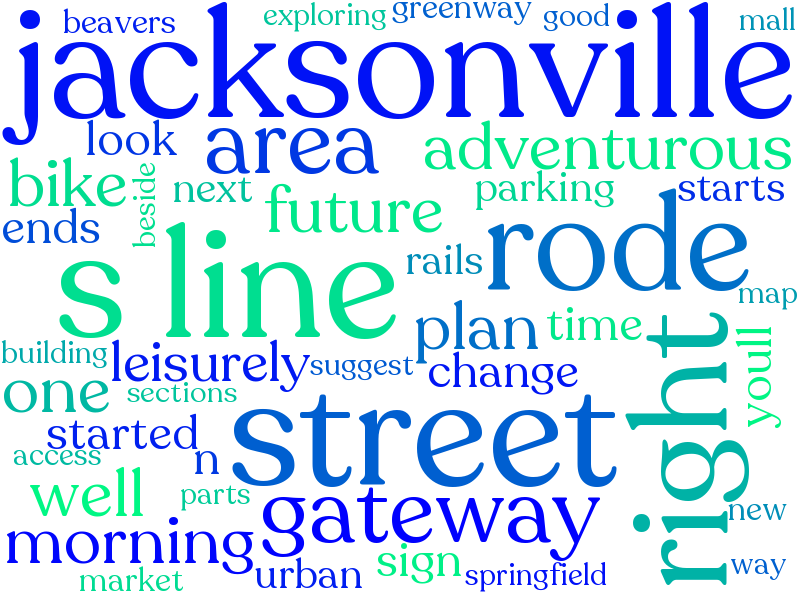 beavers
exploring
greenway
good
mall
jacksonville
look
area
adventurous
bike
beside
next
future
parking
starts
ends
s line
rails
rode
map
plan
time
building
leisurely
suggest
change
right
youll
one
sections
street
started
n
access
well
parts
gateway
morning
sign
new
market
urban
springfield
way